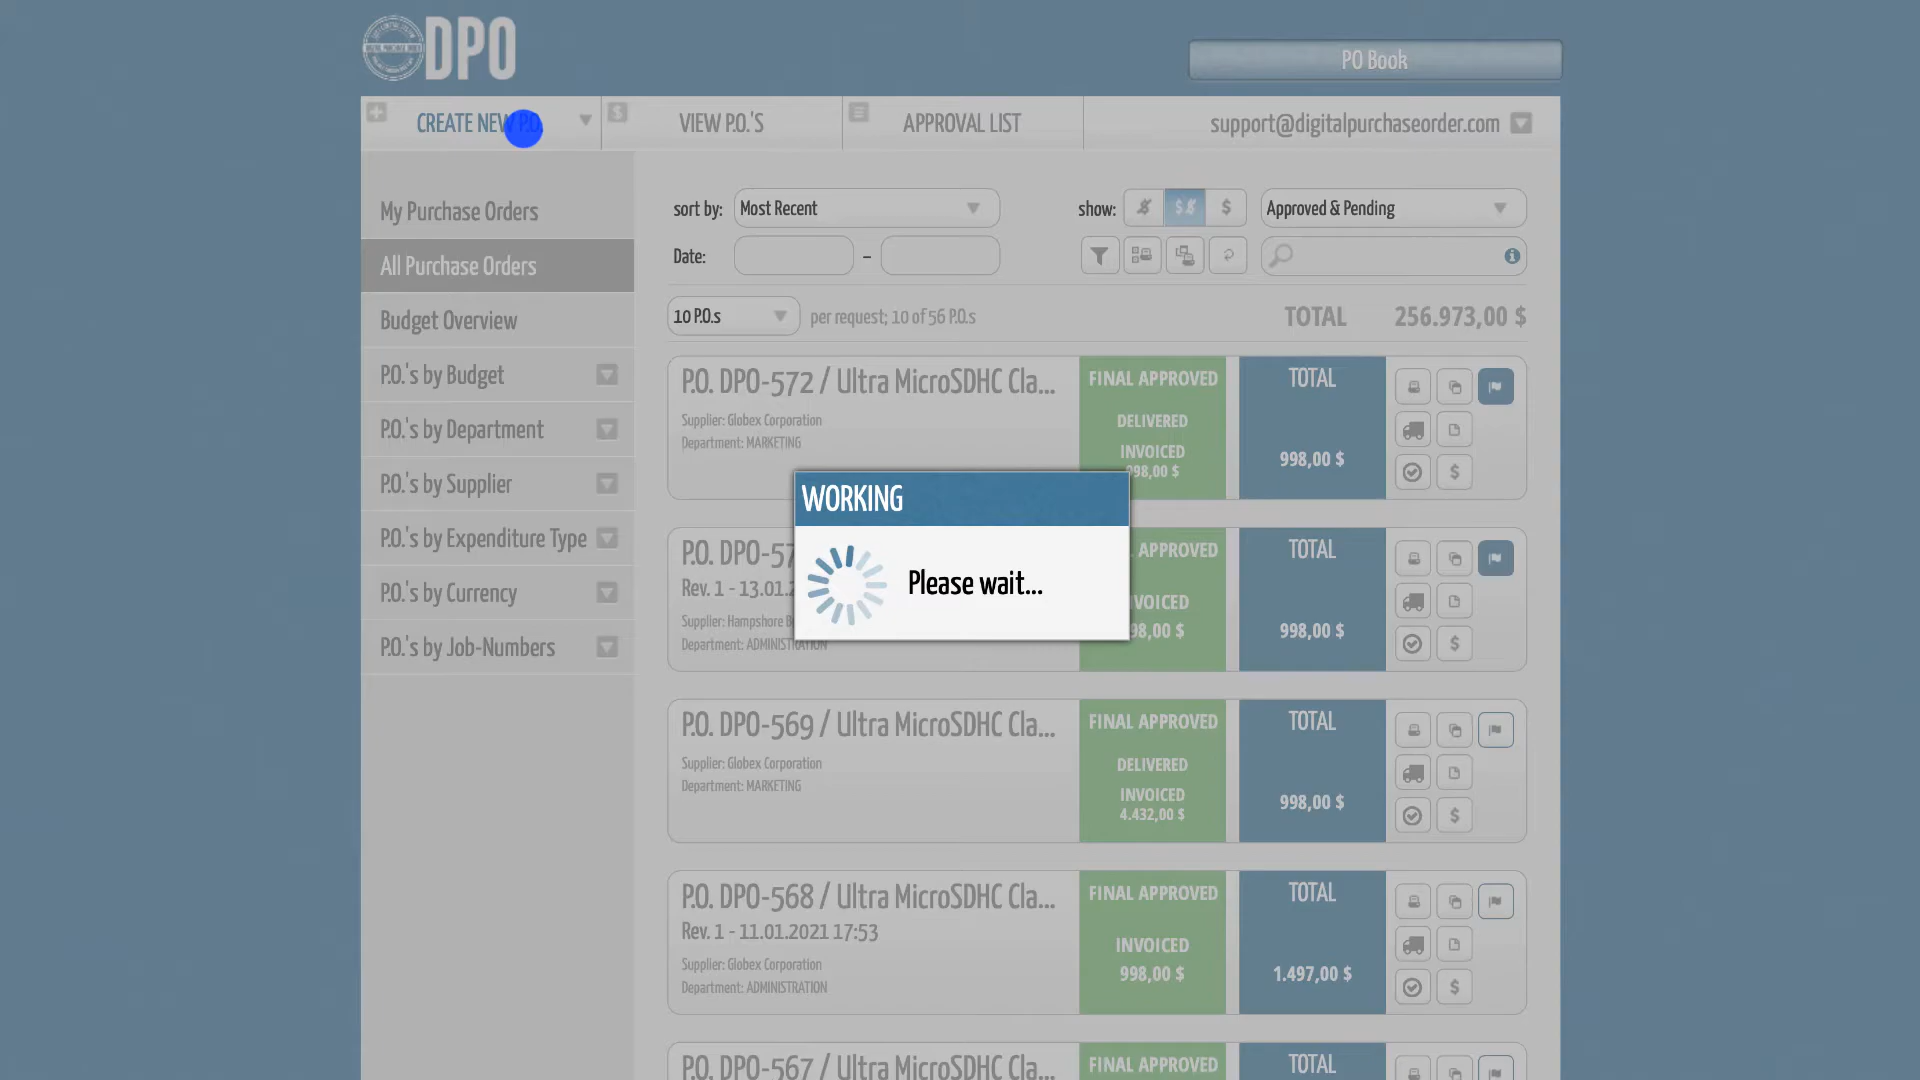 DPO
PO Book
CREATE NEW P.O.
VIEW P.O.'S
APPROVAL LIST
support@digitalpurchaseorder.com
My Purchase Orders
All Purchase Orders
Budget Overview
P.O.'s by Budget
P.O.'s by Department
P.O.'s by Supplier
P.O.'s by Expenditure Type
P.O.'s by Currency
P.O.'s by Job-Numbers
sort by: Most Recent
show: $ $ $ $ Approved & Pending
Date: –
10 P.O.s per request; 10 of 56 P.O.s
TOTAL 256.973,00 $
P.O. DPO-572 / Ultra MicroSDHC Cla...
Supplier: Globex Corporation
Department: MARKETING
FINAL APPROVED
DELIVERED
INVOICED
998,00 $
TOTAL
998,00 $
$
WORKING
Please wait...
P.O. DPO-57
Rev. 1 - 13.01.2
Supplier: Hampshore B
Department: ADMINISTRATION
APPROVED
VOICED
98,00 $
TOTAL
998,00 $
$
P.O. DPO-569 / Ultra MicroSDHC Cla...
Supplier: Globex Corporation
Department: MARKETING
FINAL APPROVED
DELIVERED
INVOICED
4.432,00 $
TOTAL
998,00 $
$
P.O. DPO-568 / Ultra MicroSDHC Cla...
Rev. 1 - 11.01.2021 17:53
Supplier: Globex Corporation
Department: ADMINISTRATION
FINAL APPROVED
INVOICED
998,00 $
TOTAL
1.497,00 $
$
P.O. DPO-567 / Ultra MicroSDHC Cla...
FINAL APPROVED
TOTAL